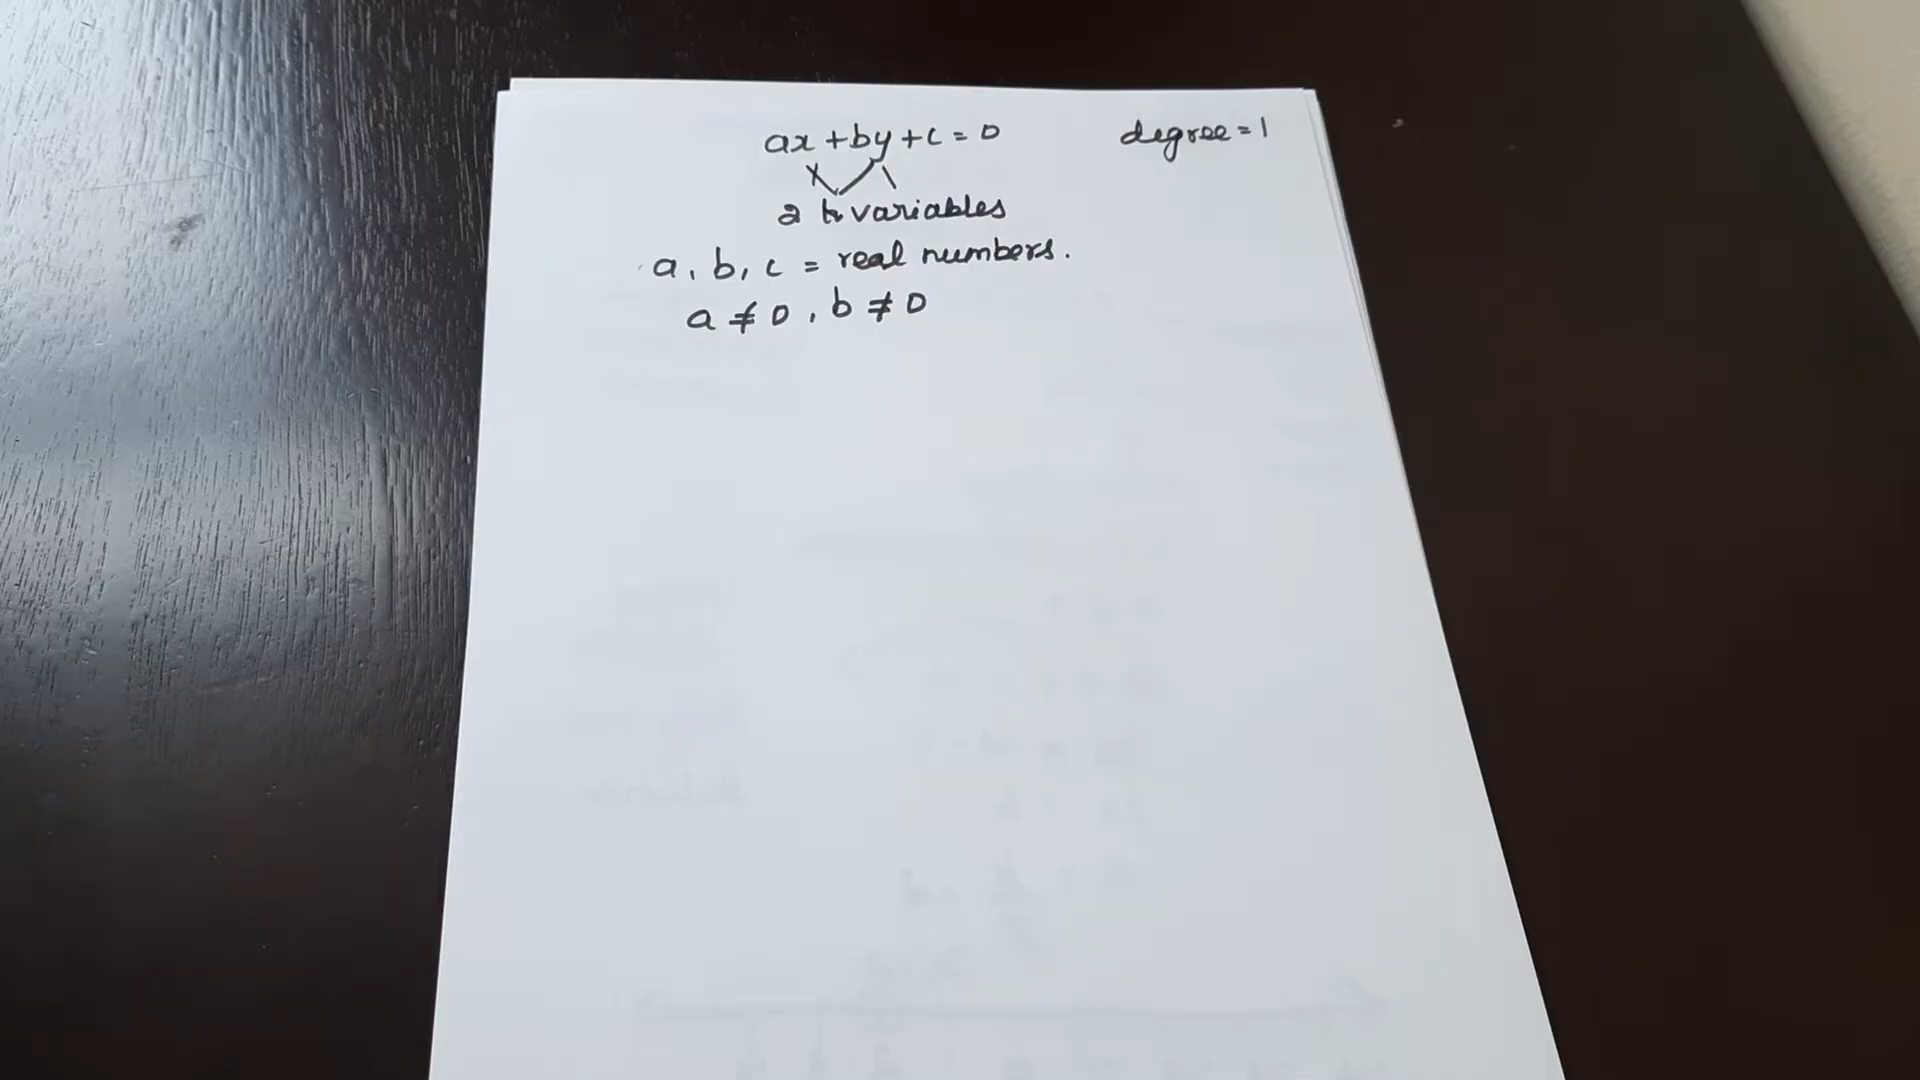 ax + by + c = 0 degree = 1
2 variables
a, b, c = real numbers.
a ≠ 0, b ≠ 0